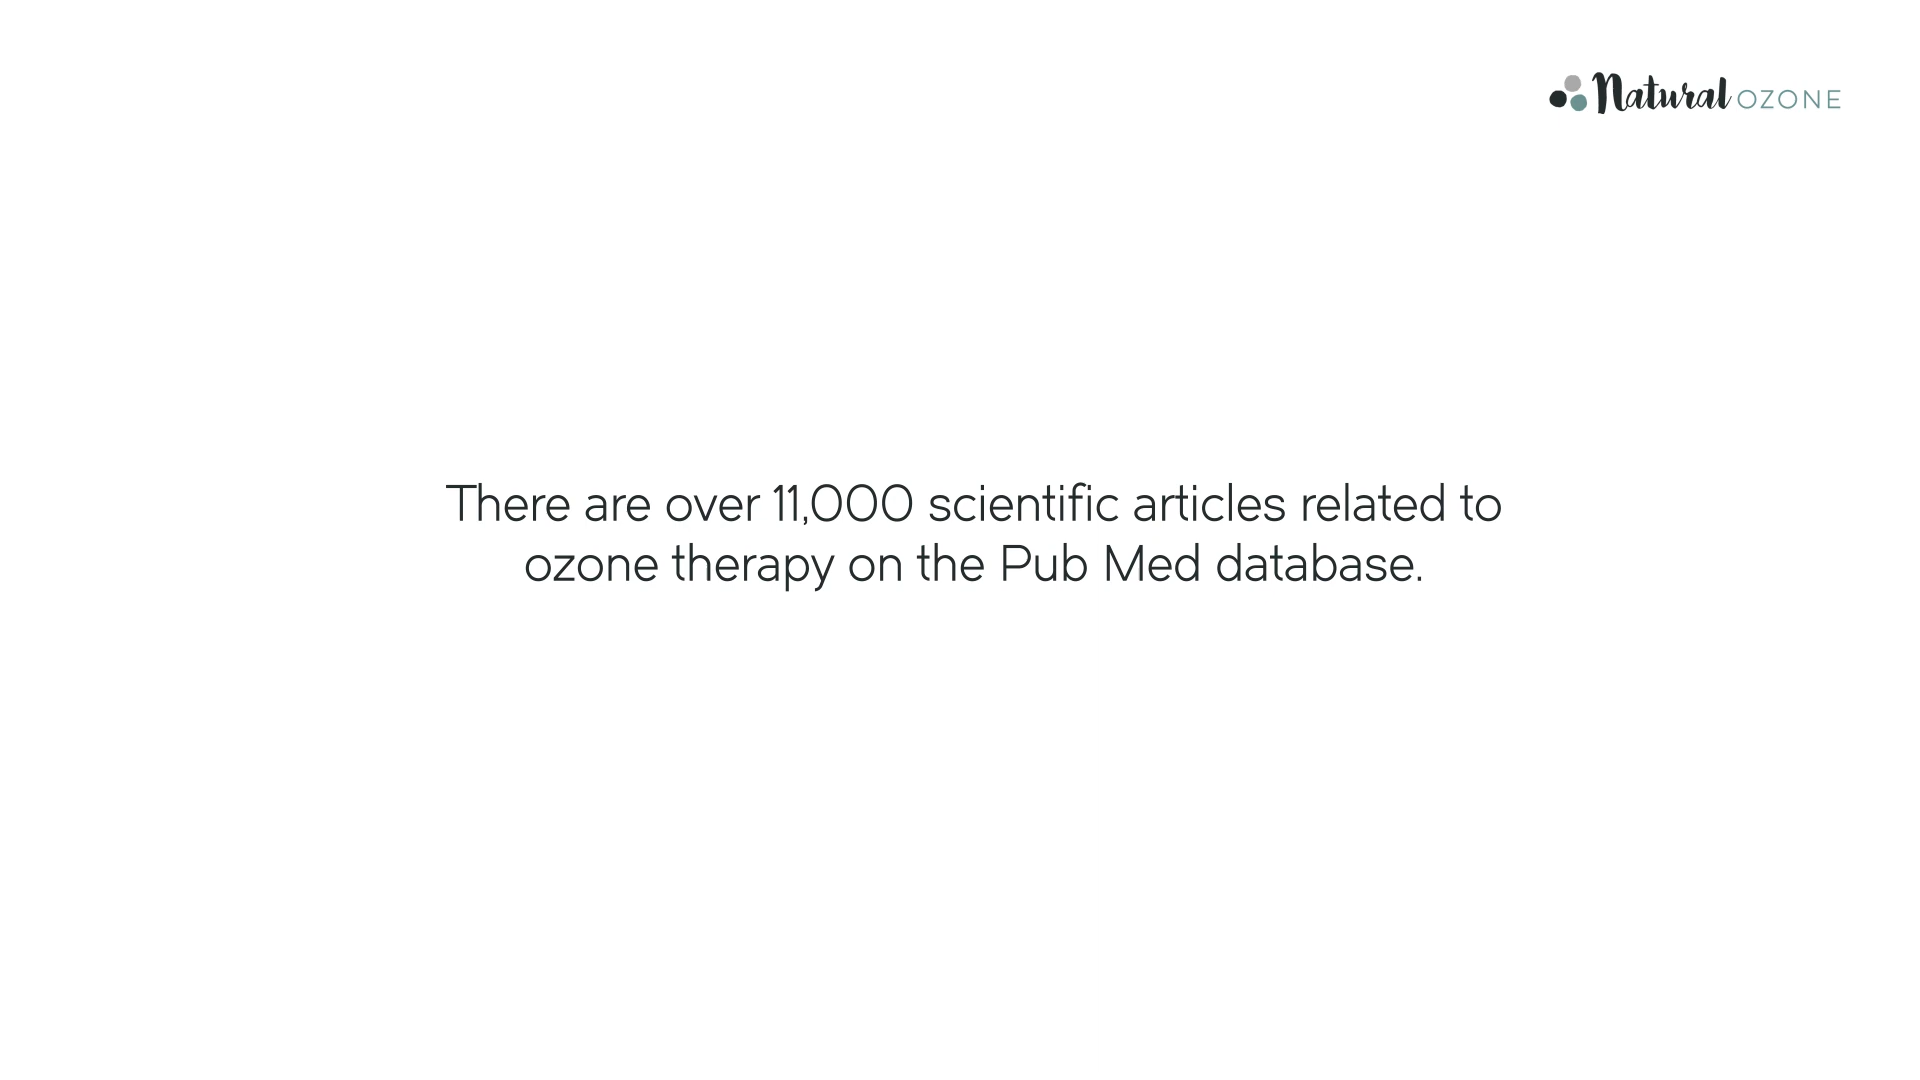 Natural OZONE
There are over 11,000 scientific articles related to
ozone therapy on the Pub Med database.